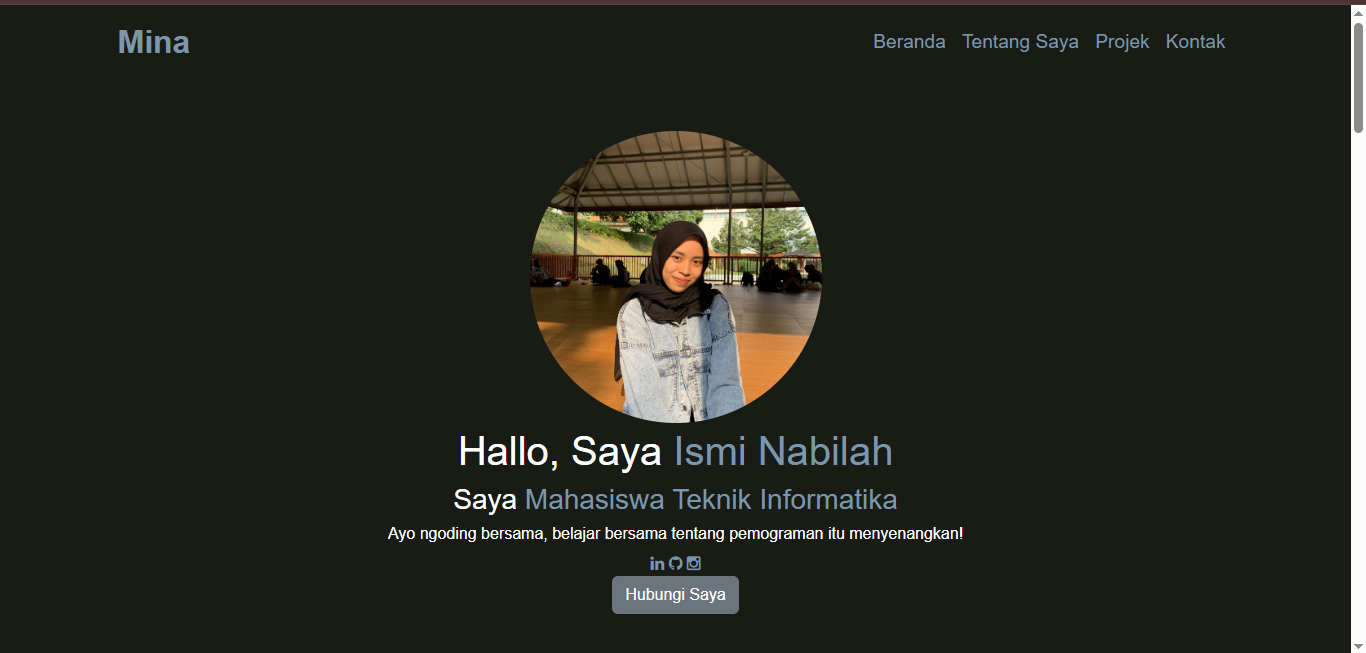 Mina
Beranda Tentang Saya Projek Kontak
Hallo, Saya Ismi Nabilah
Saya Mahasiswa Teknik Informatika
Ayo ngoding bersama, belajar bersama tentang pemograman itu menyenangkan!
Hubungi Saya